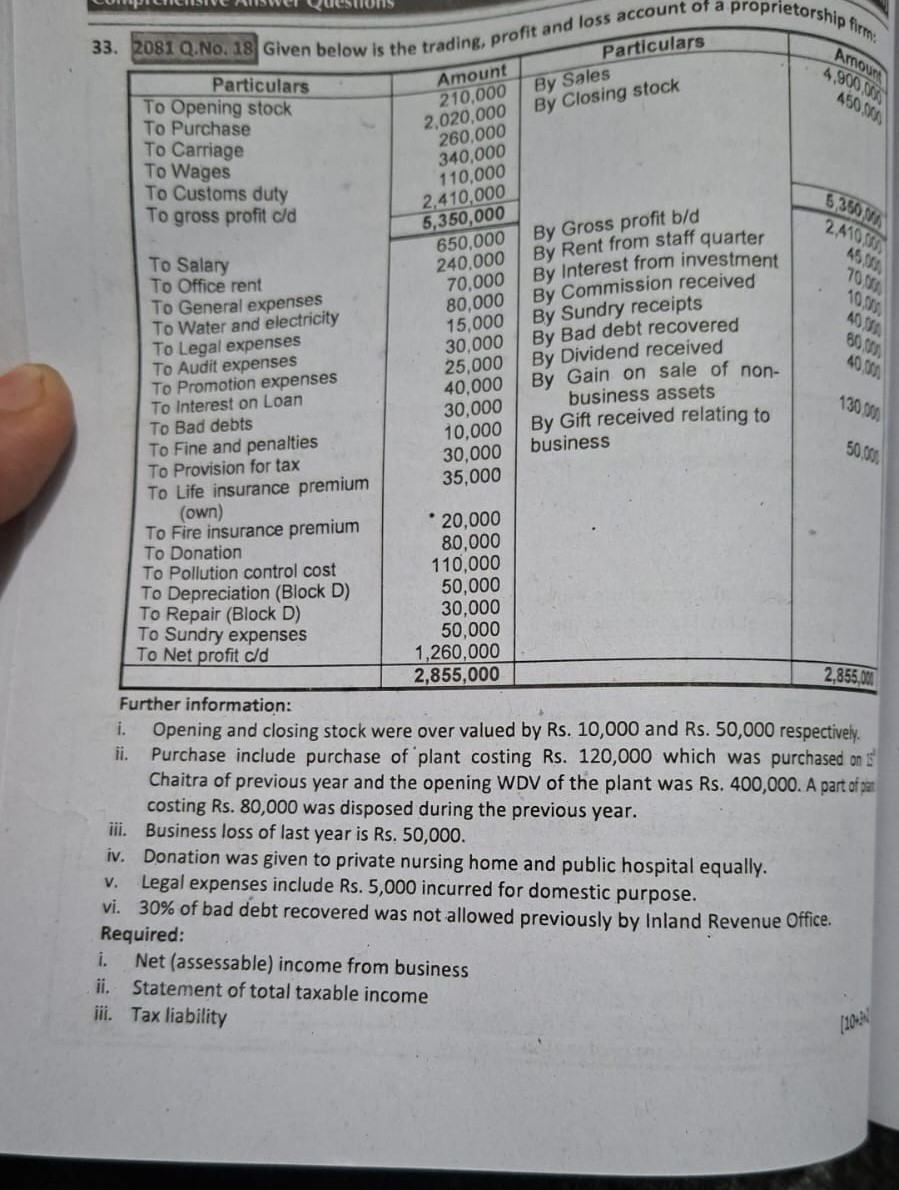 33. 2081 Q.No. 18 Given below is the trading, profit and loss account of a proprietorship firm:
Particulars Amount Particulars Amount
To Opening stock 210,000 By Sales 4,900,000
To Purchase 2,020,000 By Closing stock 450,000
To Carriage 260,000
To Wages 340,000
To Customs duty 110,000
To gross profit c/d 2,410,000
5,350,000 5,350,000
To Salary 650,000 By Gross profit b/d 2,410,000
To Office rent 240,000 By Rent from staff quarter 45,000
To General expenses 70,000 By Interest from investment 70,000
To Water and electricity 80,000 By Commission received 10,000
To Legal expenses 15,000 By Sundry receipts 40,000
To Audit expenses 30,000 By Bad debt recovered 60,000
To Promotion expenses 25,000 By Dividend received 40,000
To Interest on Loan 40,000 By Gain on sale of non-
To Bad debts 30,000 business assets 130,000
To Fine and penalties 10,000 By Gift received relating to
To Provision for tax 30,000 business 50,000
To Life insurance premium 35,000
(own)
To Fire insurance premium 20,000
To Donation 80,000
To Pollution control cost 110,000
To Depreciation (Block D) 50,000
To Repair (Block D) 30,000
To Sundry expenses 50,000
To Net profit c/d 1,260,000
2,855,000 2,855,000
Further information:
i. Opening and closing stock were over valued by Rs. 10,000 and Rs. 50,000 respectively.
ii. Purchase include purchase of plant costing Rs. 120,000 which was purchased on
Chaitra of previous year and the opening WDV of the plant was Rs. 400,000. A part of
costing Rs. 80,000 was disposed during the previous year.
iii. Business loss of last year is Rs. 50,000.
iv. Donation was given to private nursing home and public hospital equally.
v. Legal expenses include Rs. 5,000 incurred for domestic purpose.
vi. 30% of bad debt recovered was not allowed previously by Inland Revenue Office.
Required:
i. Net (assessable) income from business
ii. Statement of total taxable income
iii. Tax liability